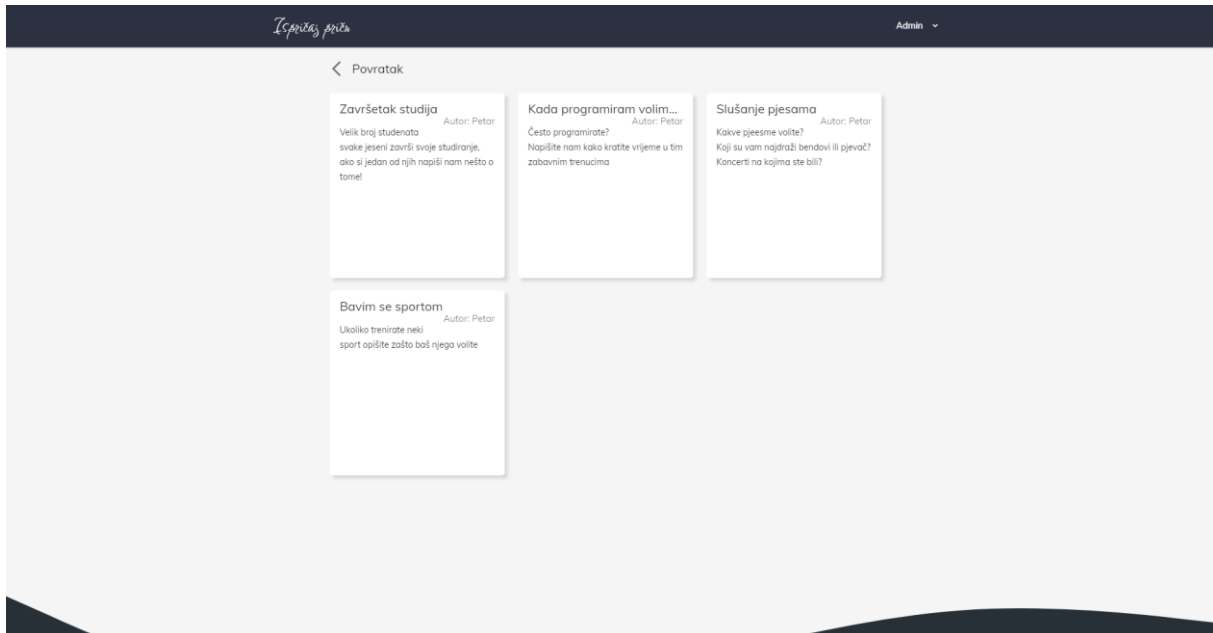 Ispričaj priču
Admin
Povratak
Završetak studija
Autor: Petar
Velik broj studenata
svake jeseni završi svoje studiranje,
ako si jedan od njih napiši nam nešto o
tome!
Kada programiram volim...
Autor: Petar
Često programirate?
Napišite nam kako kratite vrijeme u tim
zabavnim trenucima
Slušanje pjesama
Autor: Petar
Kakve pjeesme volite?
Koji su vam najdraži bendovi ili pjevač?
Koncerti na kojima ste bili?
Bavim se sportom
Autor: Petar
Ukoliko trenirate neki
sport opišite zašto baš njega volite